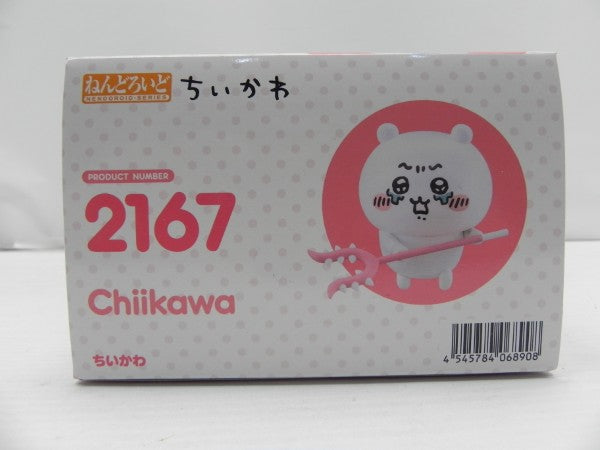 ねんどろいど
NENDOROID SERIES
ちいかわ
PRODUCT NUMBER
2167
Chiikawa
ちいかわ
4 545784 068908